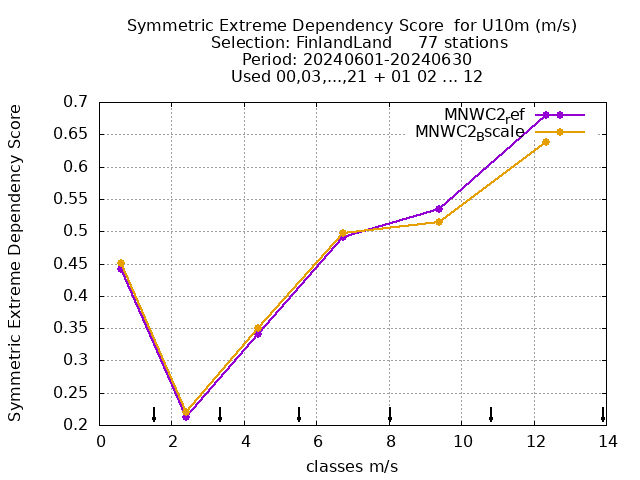 Symmetric Extreme Dependency Score for U10m (m/s)
Selection: FinlandLand 77 stations
Period: 20240601-20240630
Used 00,03,...,21 + 01 02 ... 12
Symmetric Extreme Dependency Score
0.7
0.65
0.6
0.55
0.5
0.45
0.4
0.35
0.3
0.25
0.2
MNWC2ref
MNWC2Bscale
0 2 4 6 8 10 12 14
classes m/s